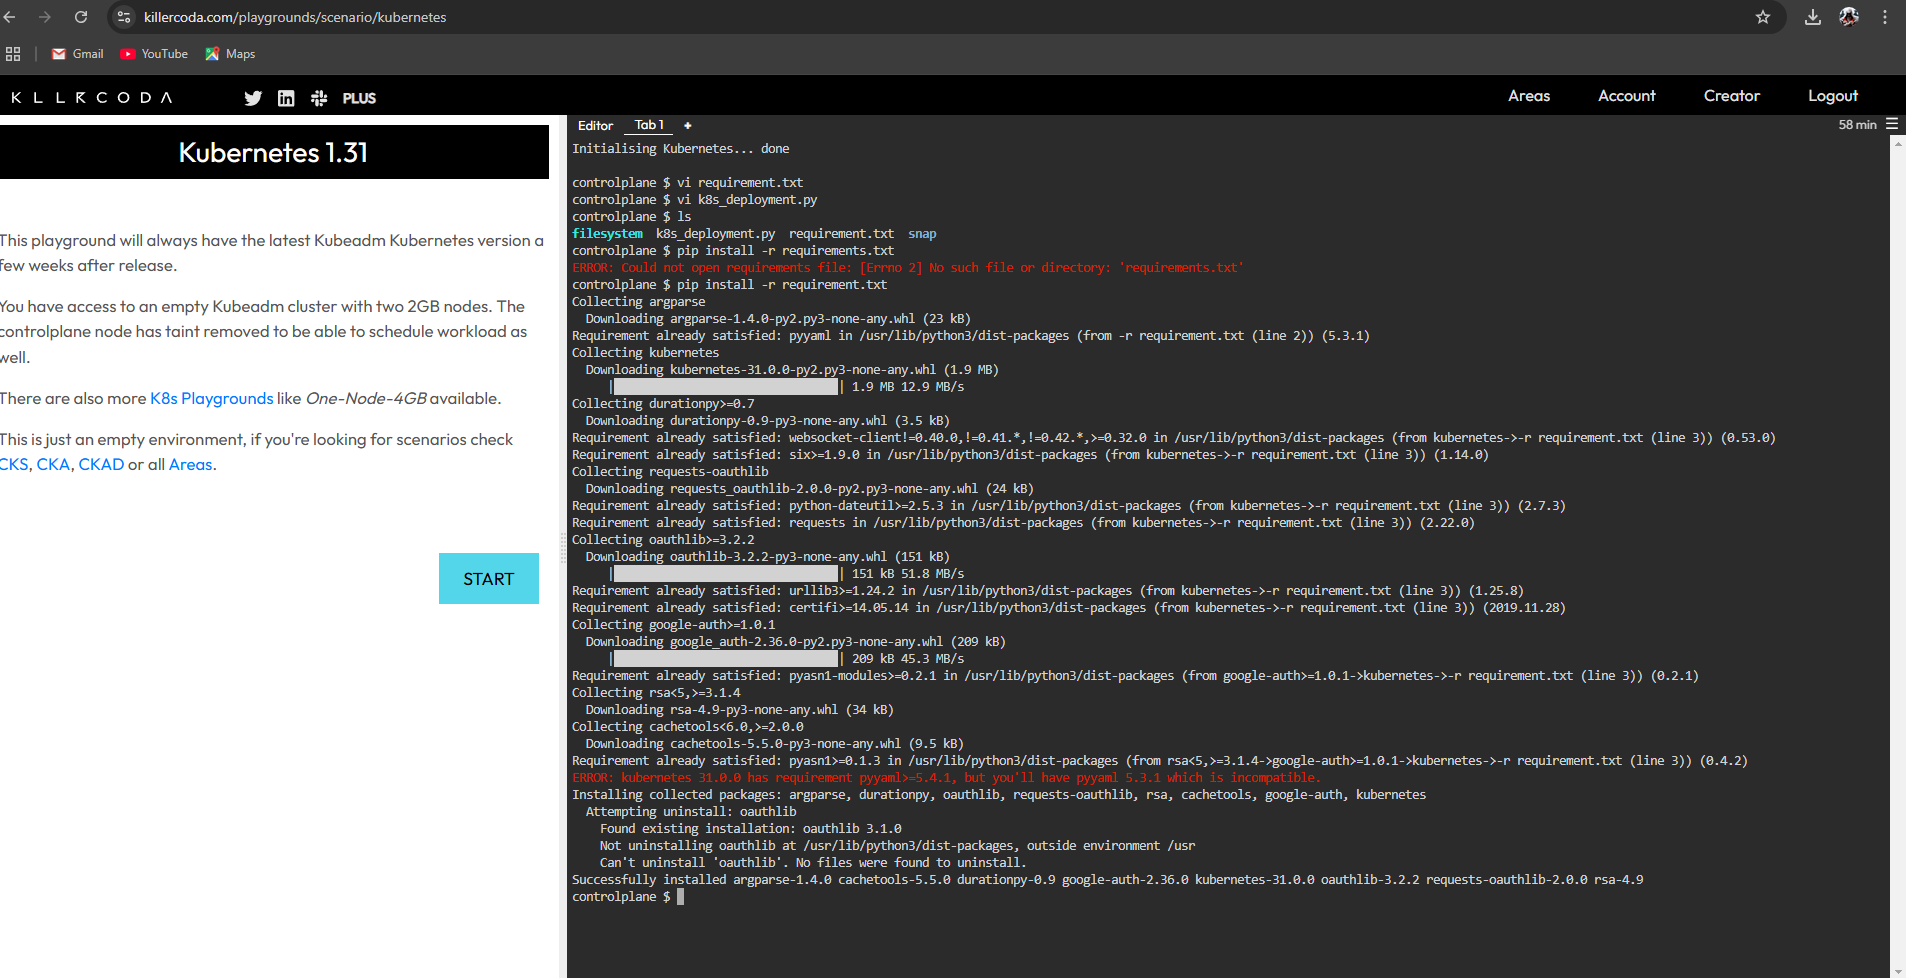 killercoda.com/playgrounds/scenario/kubernetes
Gmail YouTube Maps
KLLRCODA PLUS Areas Account Creator Logout
Kubernetes 1.31
This playground will always have the latest Kubeadm Kubernetes version a
few weeks after release.
You have access to an empty Kubeadm cluster with two 2GB nodes. The
controlplane node has taint removed to be able to schedule workload as
well.
There are also more K8s Playgrounds like One-Node-4GB available.
This is just an empty environment, if you're looking for scenarios check
CKS, CKA, CKAD or all Areas.
START
Editor Tab 1 + 58 min
Initialising Kubernetes... done
controlplane $ vi requirement.txt
controlplane $ vi k8s_deployment.py
controlplane $ ls
filesystem k8s_deployment.py requirement.txt snap
controlplane $ pip install -r requirements.txt
ERROR: Could not open requirements file: [Errno 2] No such file or directory: 'requirements.txt'
controlplane $ pip install -r requirement.txt
Collecting argparse
Downloading argparse-1.4.0-py2.py3-none-any.whl (23 kB)
Requirement already satisfied: pyyaml in /usr/lib/python3/dist-packages (from -r requirement.txt (line 2)) (5.3.1)
Collecting kubernetes
Downloading kubernetes-31.0.0-py2.py3-none-any.whl (1.9 MB)
| | 1.9 MB 12.9 MB/s
Collecting durationpy>=0.7
Downloading durationpy-0.9-py3-none-any.whl (3.5 kB)
Requirement already satisfied: websocket-client!=0.40.0,!=0.41.*,!=0.42.*,>=0.32.0 in /usr/lib/python3/dist-packages (from kubernetes->-r requirement.txt (line 3)) (0.53.0)
Requirement already satisfied: six>=1.9.0 in /usr/lib/python3/dist-packages (from kubernetes->-r requirement.txt (line 3)) (1.14.0)
Collecting requests-oauthlib
Downloading requests_oauthlib-2.0.0-py2.py3-none-any.whl (24 kB)
Requirement already satisfied: python-dateutil>=2.5.3 in /usr/lib/python3/dist-packages (from kubernetes->-r requirement.txt (line 3)) (2.7.3)
Requirement already satisfied: requests in /usr/lib/python3/dist-packages (from kubernetes->-r requirement.txt (line 3)) (2.22.0)
Collecting oauthlib>=3.2.2
Downloading oauthlib-3.2.2-py3-none-any.whl (151 kB)
| | 151 kB 51.8 MB/s
Requirement already satisfied: urllib3>=1.24.2 in /usr/lib/python3/dist-packages (from kubernetes->-r requirement.txt (line 3)) (1.25.8)
Requirement already satisfied: certifi>=14.05.14 in /usr/lib/python3/dist-packages (from kubernetes->-r requirement.txt (line 3)) (2019.11.28)
Collecting google-auth>=1.0.1
Downloading google_auth-2.36.0-py2.py3-none-any.whl (209 kB)
| | 209 kB 45.3 MB/s
Requirement already satisfied: pyasn1-modules>=0.2.1 in /usr/lib/python3/dist-packages (from google-auth>=1.0.1->kubernetes->-r requirement.txt (line 3)) (0.2.1)
Collecting rsa<5,>=3.1.4
Downloading rsa-4.9-py3-none-any.whl (34 kB)
Collecting cachetools<6.0,>=2.0.0
Downloading cachetools-5.5.0-py3-none-any.whl (9.5 kB)
Requirement already satisfied: pyasn1>=0.1.3 in /usr/lib/python3/dist-packages (from rsa<5,>=3.1.4->google-auth>=1.0.1->kubernetes->-r requirement.txt (line 3)) (0.4.2)
ERROR: kubernetes 31.0.0 has requirement pyyaml>=5.4.1, but you'll have pyyaml 5.3.1 which is incompatible.
Installing collected packages: argparse, durationpy, oauthlib, requests-oauthlib, rsa, cachetools, google-auth, kubernetes
Attempting uninstall: oauthlib
Found existing installation: oauthlib 3.1.0
Not uninstalling oauthlib at /usr/lib/python3/dist-packages, outside environment /usr
Can't uninstall 'oauthlib'. No files were found to uninstall.
Successfully installed argparse-1.4.0 cachetools-5.5.0 durationpy-0.9 google-auth-2.36.0 kubernetes-31.0.0 oauthlib-3.2.2 requests-oauthlib-2.0.0 rsa-4.9
controlplane $